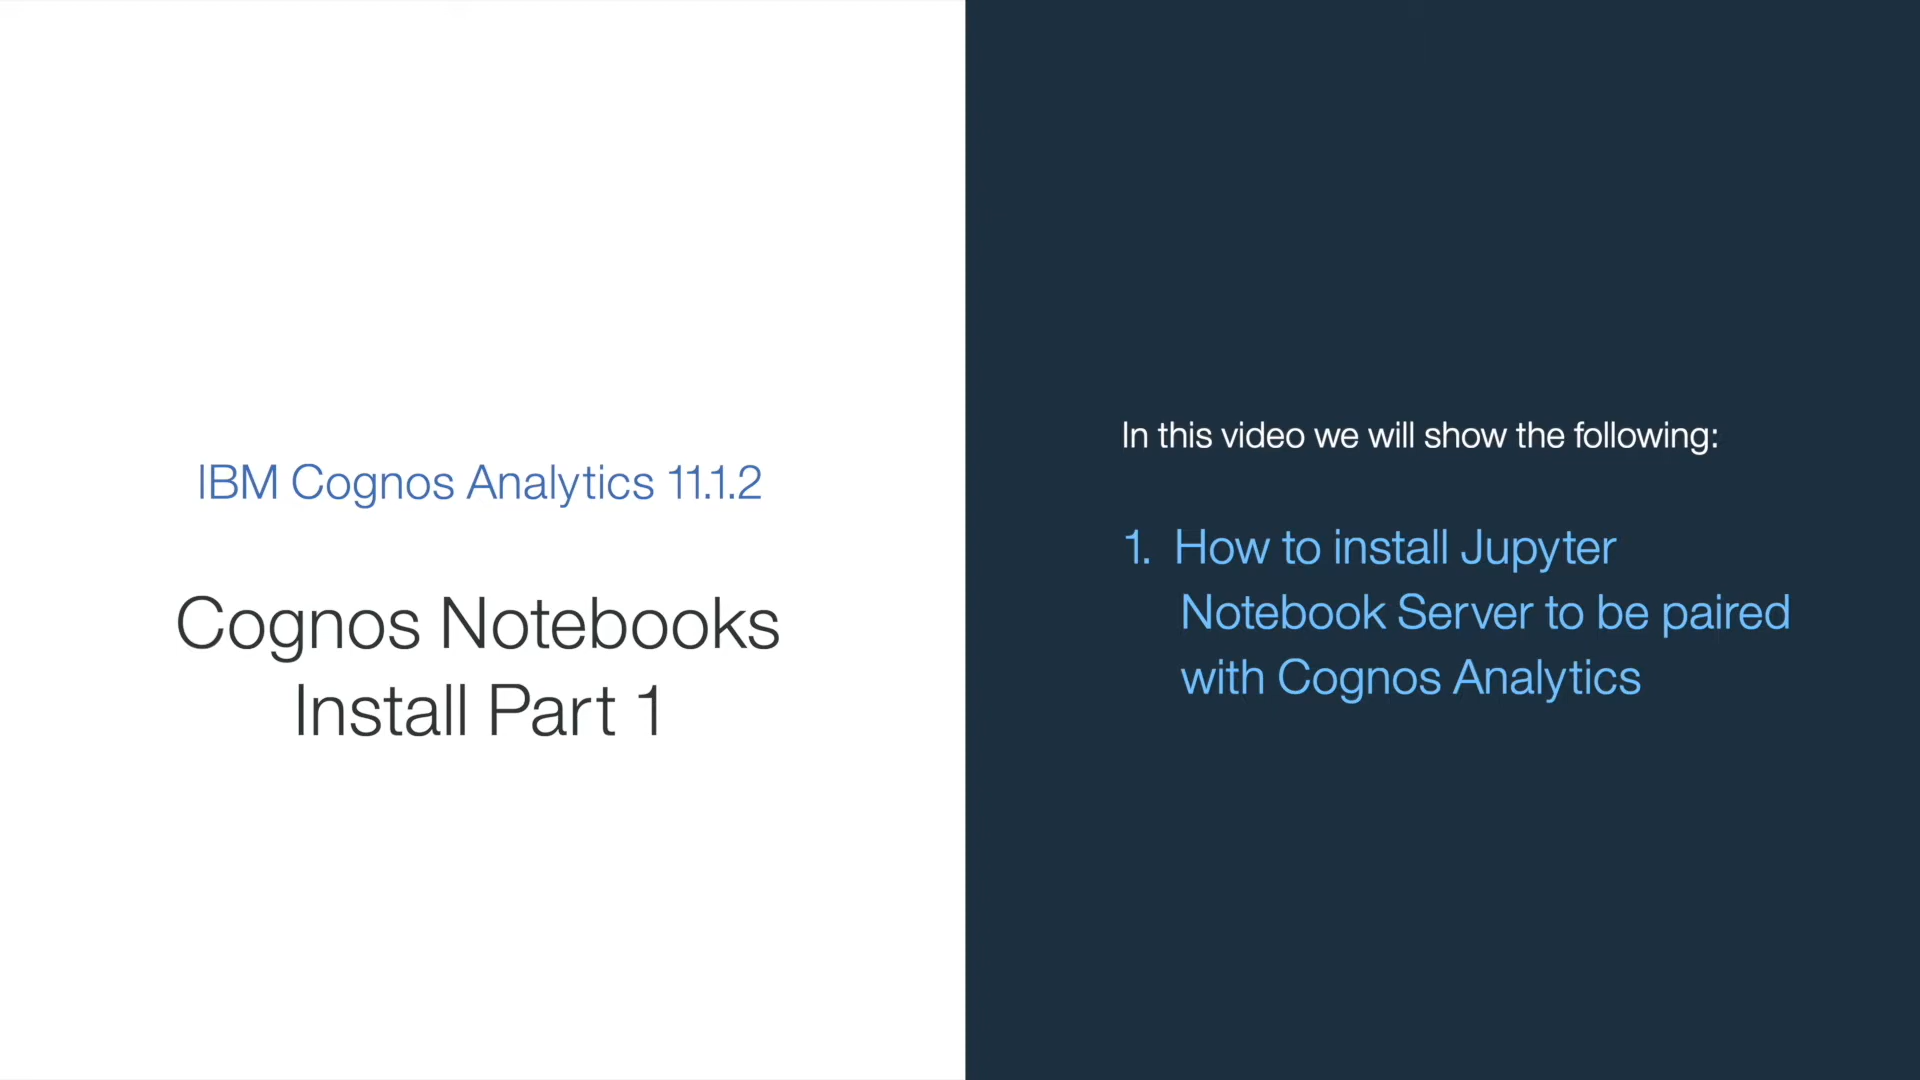 IBM Cognos Analytics 11.1.2
Cognos Notebooks
Install Part 1
In this video we will show the following:
1. How to install Jupyter
Notebook Server to be paired
with Cognos Analytics